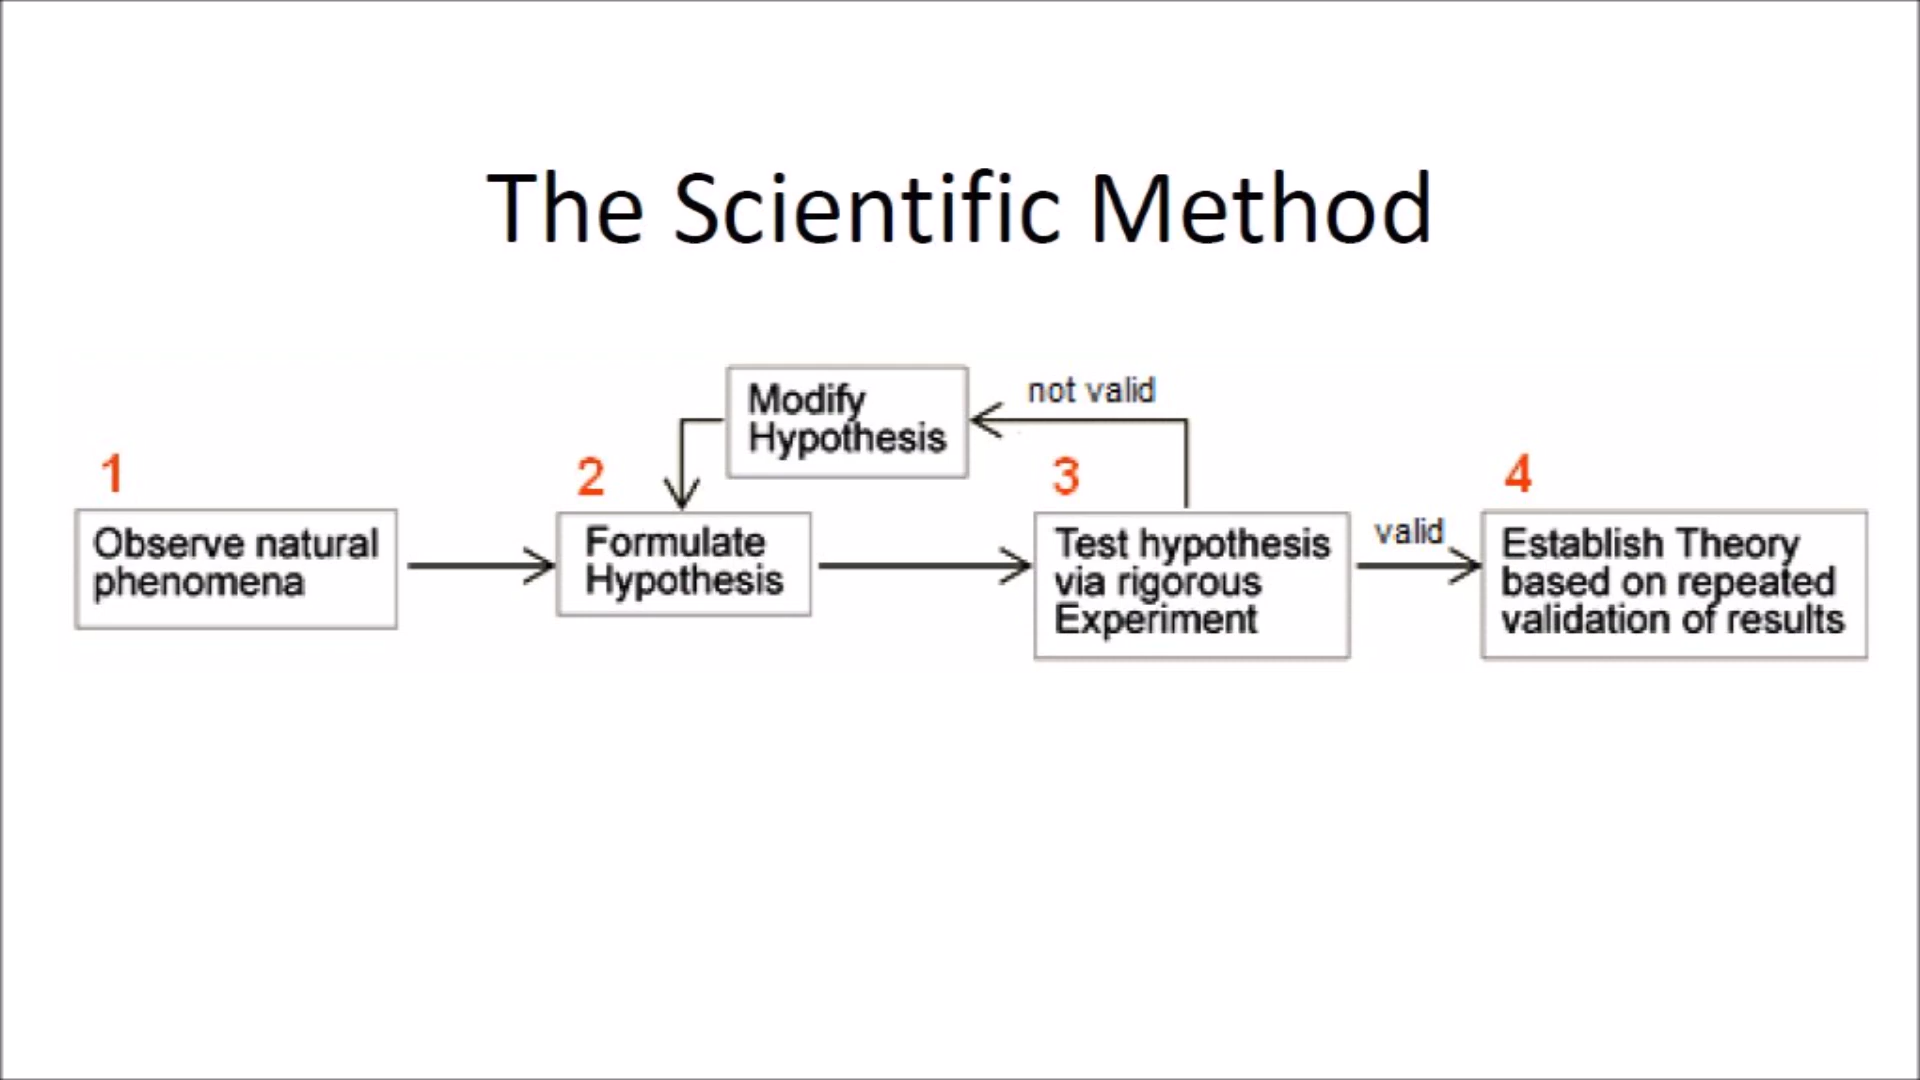 The Scientific Method
Modify
Hypothesis
not valid
1
Observe natural
phenomena
2
Formulate
Hypothesis
3
Test hypothesis
via rigorous
Experiment
valid
4
Establish Theory
based on repeated
validation of results